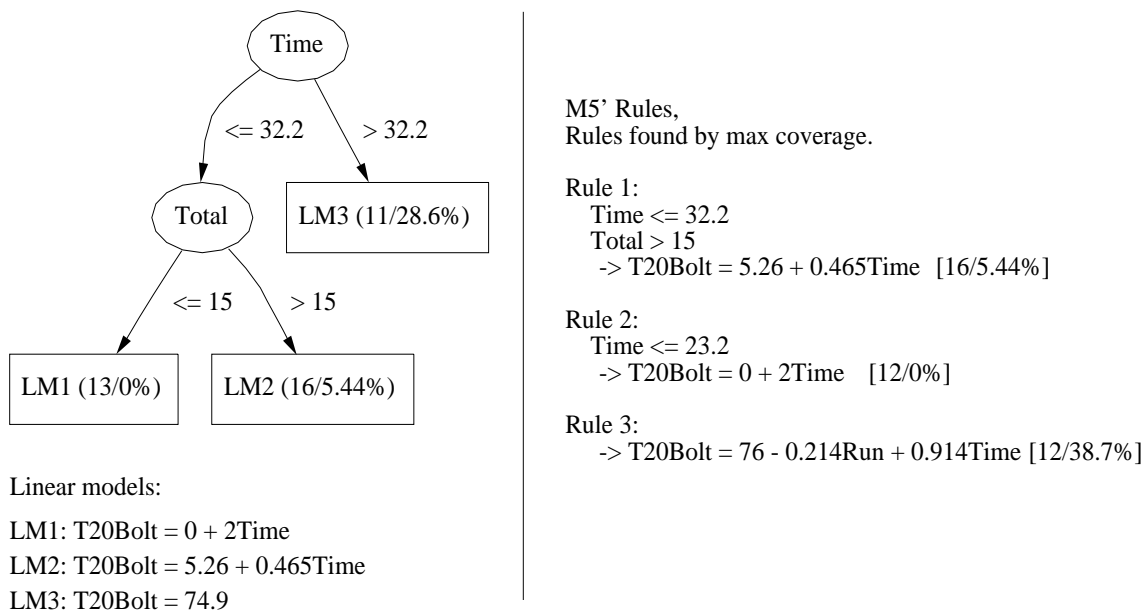 Time
<= 32.2
> 32.2
Total
LM3 (11/28.6%)
<= 15
> 15
LM1 (13/0%)
LM2 (16/5.44%)
Linear models:
LM1: T20Bolt = 0 + 2Time
LM2: T20Bolt = 5.26 + 0.465Time
LM3: T20Bolt = 74.9
M5’ Rules,
Rules found by max coverage.
Rule 1:
Time <= 32.2
Total > 15
-> T20Bolt = 5.26 + 0.465Time [16/5.44%]
Rule 2:
Time <= 23.2
-> T20Bolt = 0 + 2Time [12/0%]
Rule 3:
-> T20Bolt = 76 - 0.214Run + 0.914Time [12/38.7%]